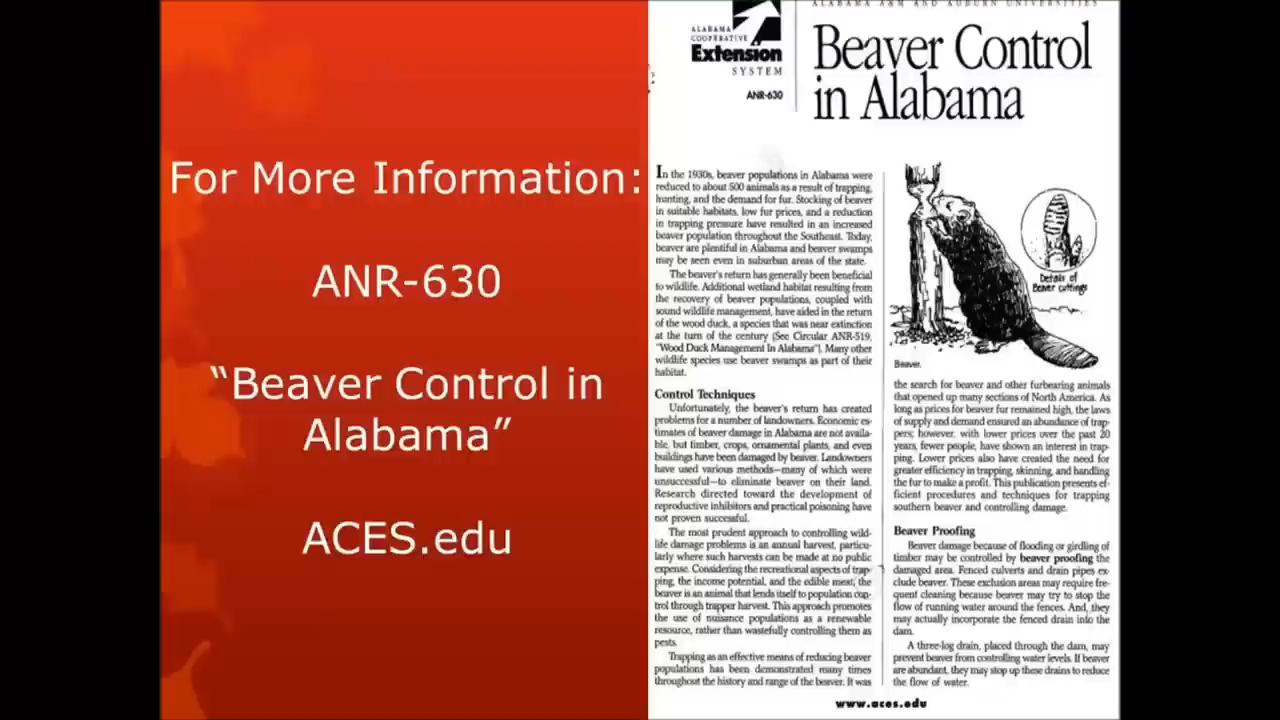 For More Information:
ANR-630
“Beaver Control in
Alabama”
ACES.edu
ALABAMA A&M AND AUBURN UNIVERSITIES
ALABAMA
COOPERATIVE
Extension
SYSTEM
ANR-630
Beaver Control
in Alabama
In the 1930s, beaver populations in Alabama were
reduced to about 500 animals as a result of trapping,
hunting, and the demand for fur. Stocking of beaver
in suitable habitats, low fur prices, and a reduction
in trapping pressure have resulted in an increased
beaver population throughout the Southeast. Today,
beaver are plentiful in Alabama and beaver swamps
may be seen even in suburban areas of the state.
The beaver's return has generally been beneficial
to wildlife. Additional wetland habitat resulting from
the recovery of beaver populations, coupled with
sound wildlife management, have aided in the return
of the wood duck, a species that was near extinction
at the turn of the century (See Circular ANR-519,
"Wood Duck Management In Alabama"). Many other
wildlife species use beaver swamps as part of their
habitat.
Control Techniques
Unfortunately, the beaver's return has created
problems for a number of landowners. Economic es-
timates of beaver damage in Alabama are not availa-
ble, but timber, crops, ornamental plants, and even
buildings have been damaged by beaver. Landowners
have used various methods—many of which were
unsuccessful—to eliminate beaver on their land.
Research directed toward the development of
reproductive inhibitors and practical poisoning have
not proven successful.
The most prudent approach to controlling wild-
life damage problems is an annual harvest, particu-
larly where such harvests can be made at no public
expense. Considering the recreational aspects of trap-
ping, the income potential, and the edible meat, the
beaver is an animal that lends itself to population con-
trol through trapper harvest. This approach promotes
the use of nuisance populations as a renewable
resource, rather than wastefully controlling them as
pests.
Trapping as an effective means of reducing beaver
populations has been demonstrated many times
throughout the history and range of the beaver. It was
Details of
Beaver cuttings
Beaver.
the search for beaver and other furbearing animals
that opened up many sections of North America. As
long as prices for beaver fur remained high, the laws
of supply and demand ensured an abundance of trap-
pers; however, with lower prices over the past 20
years, fewer people, have shown an interest in trap-
ping. Lower prices also have created the need for
greater efficiency in trapping, skinning, and handling
the fur to make a profit. This publication presents ef-
ficient procedures and techniques for trapping
southern beaver and controlling damage.
Beaver Proofing
Beaver damage because of flooding or girdling of
timber may be controlled by beaver proofing the
damaged area. Fenced culverts and drain pipes ex-
clude beaver. These exclusion areas may require fre-
quent cleaning because beaver may try to stop the
flow of running water around the fences. And, they
may actually incorporate the fenced drain into the
dam.
A three-log drain, placed through the dam, may
prevent beaver from controlling water levels. If beaver
are abundant, they may stop up these drains to reduce
the flow of water.
www.aces.edu